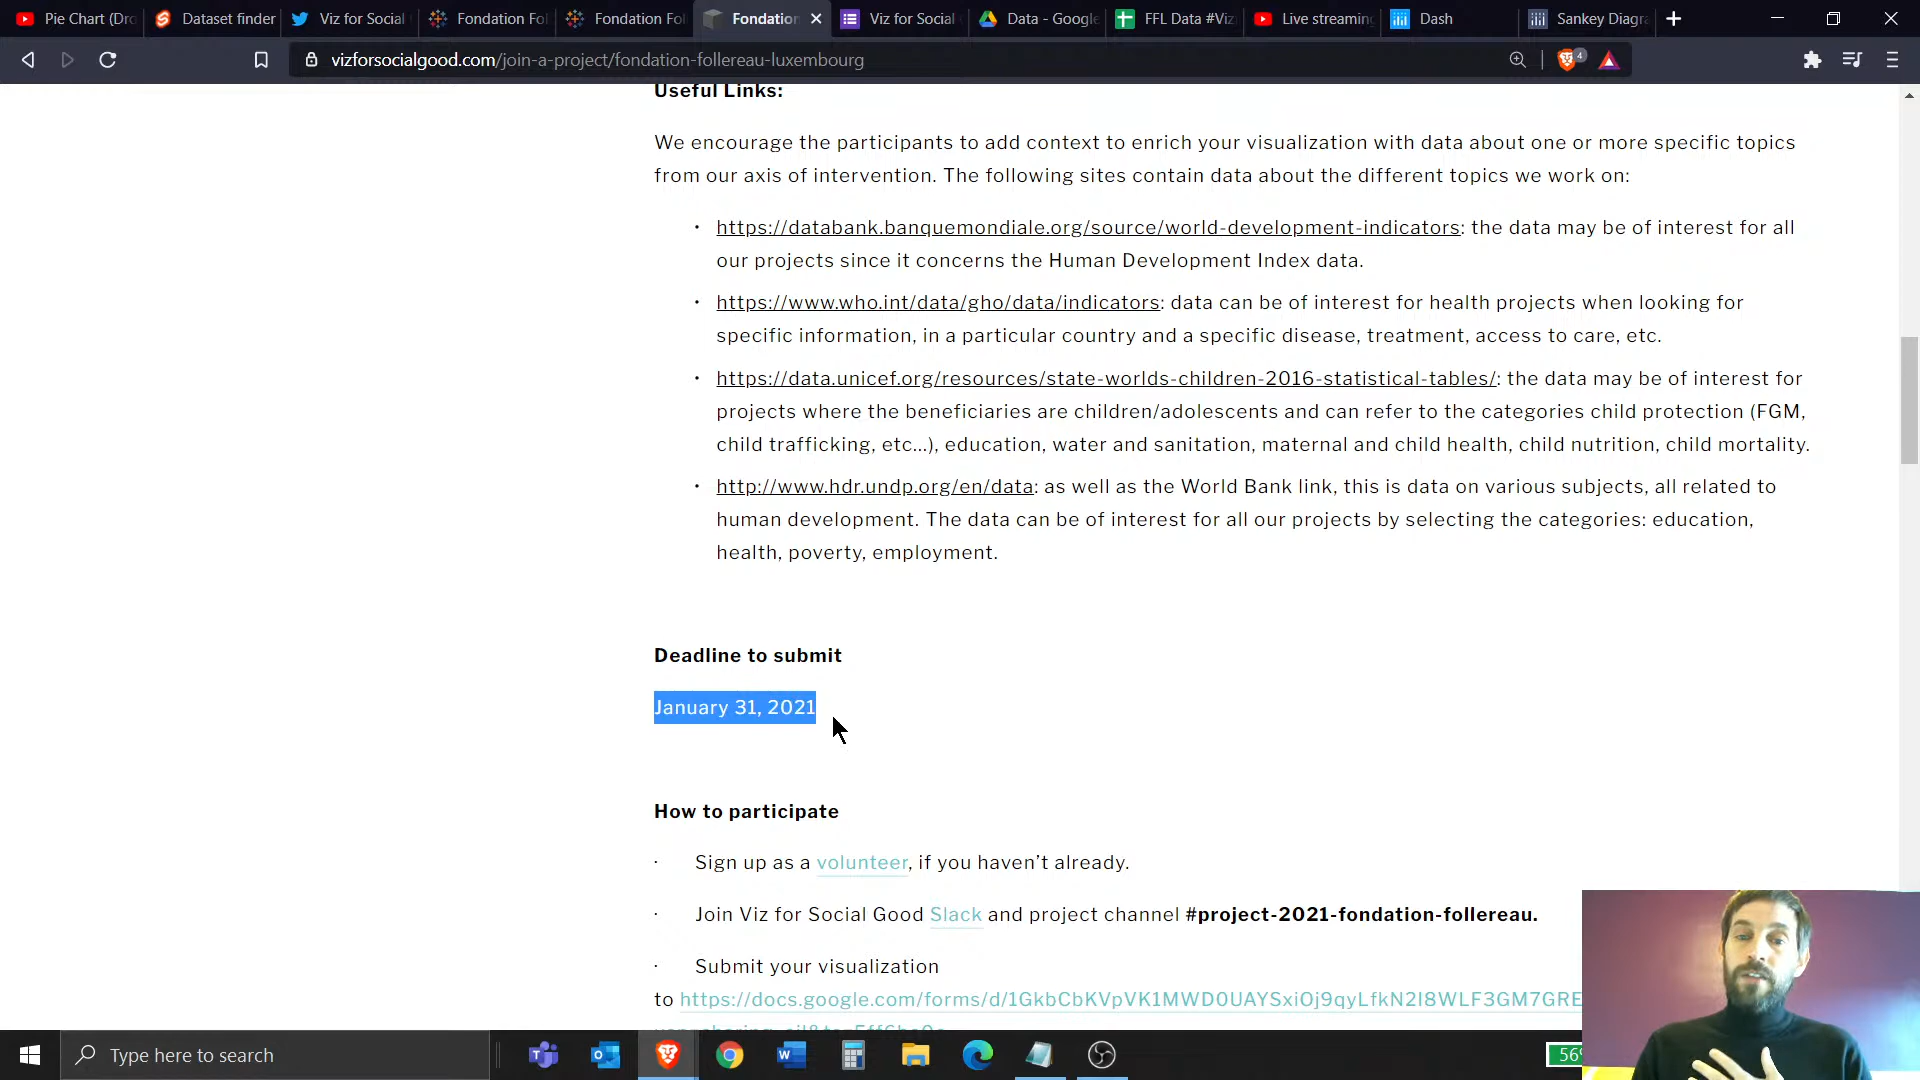 Pie Chart (Dro
Dataset finder
Viz for Social
Fondation Fol
Fondation Fol
Fondation
Viz for Social
Data - Google
FFL Data #Viz
Live streaming
Dash
Sankey Diagra
vizforsocialgood.com/join-a-project/fondation-follereau-luxembourg
4
Useful Links:
We encourage the participants to add context to enrich your visualization with data about one or more specific topics
from our axis of intervention. The following sites contain data about the different topics we work on:
• https://databank.banquemondiale.org/source/world-development-indicators: the data may be of interest for all
our projects since it concerns the Human Development Index data.
• https://www.who.int/data/gho/data/indicators: data can be of interest for health projects when looking for
specific information, in a particular country and a specific disease, treatment, access to care, etc.
• https://data.unicef.org/resources/state-worlds-children-2016-statistical-tables/: the data may be of interest for
projects where the beneficiaries are children/adolescents and can refer to the categories child protection (FGM,
child trafficking, etc...), education, water and sanitation, maternal and child health, child nutrition, child mortality.
• http://www.hdr.undp.org/en/data: as well as the World Bank link, this is data on various subjects, all related to
human development. The data can be of interest for all our projects by selecting the categories: education,
health, poverty, employment.
Deadline to submit
January 31, 2021
How to participate
· Sign up as a volunteer, if you haven’t already.
· Join Viz for Social Good Slack and project channel #project-2021-fondation-follereau.
· Submit your visualization
to https://docs.google.com/forms/d/1GkbCbKVpVK1MWD0UAYSxiOj9qyLfkN2I8WLF3GM7GRE
Type here to search
56